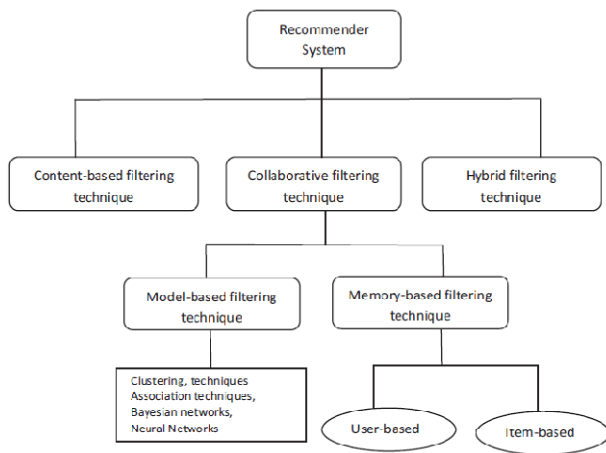 Recommender
System
Content-based filtering
technique
Collaborative filtering
technique
Hybrid filtering
technique
Model-based filtering
technique
Memory-based filtering
technique
Clustering, techniques
Association techniques,
Bayesian networks,
Neural Networks
User-based
Item-based